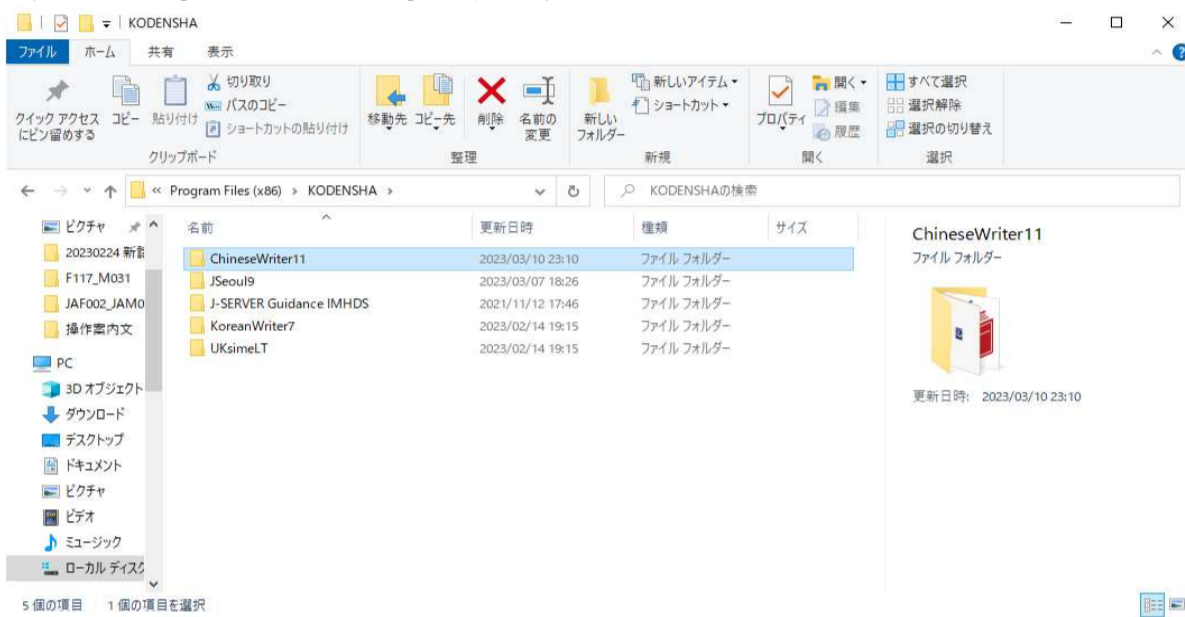 KODENSHA
ファイル ホーム 共有 表示
クイック アクセスにピン留めする コピー 貼り付け 切り取り パスのコピー ショートカットの貼り付け クリップボード
移動先 コピー先 削除 名前の変更 整理
新しいフォルダー 新しいアイテム ショートカット 新規
プロパティ 開く 編集 履歴 開く
すべて選択 選択解除 選択の切り替え 選択
« Program Files (x86) › KODENSHA ›
KODENSHAの検索
ピクチャ
20230224 新
F117_M031
JAF002_JAM0
操作案内文
PC
3D オブジェクト
ダウンロード
デスクトップ
ドキュメント
ピクチャ
ビデオ
ミュージック
ローカル ディスク
名前 更新日時 種類 サイズ
ChineseWriter11 2023/03/10 23:10 ファイル フォルダー
JSeoul9 2023/03/07 18:26 ファイル フォルダー
J-SERVER Guidance IMHDS 2021/11/12 17:46 ファイル フォルダー
KoreanWriter7 2023/02/14 19:15 ファイル フォルダー
UKsimeLT 2023/02/14 19:15 ファイル フォルダー
ChineseWriter11
ファイル フォルダー
更新日時: 2023/03/10 23:10
5 個の項目 1 個の項目を選択